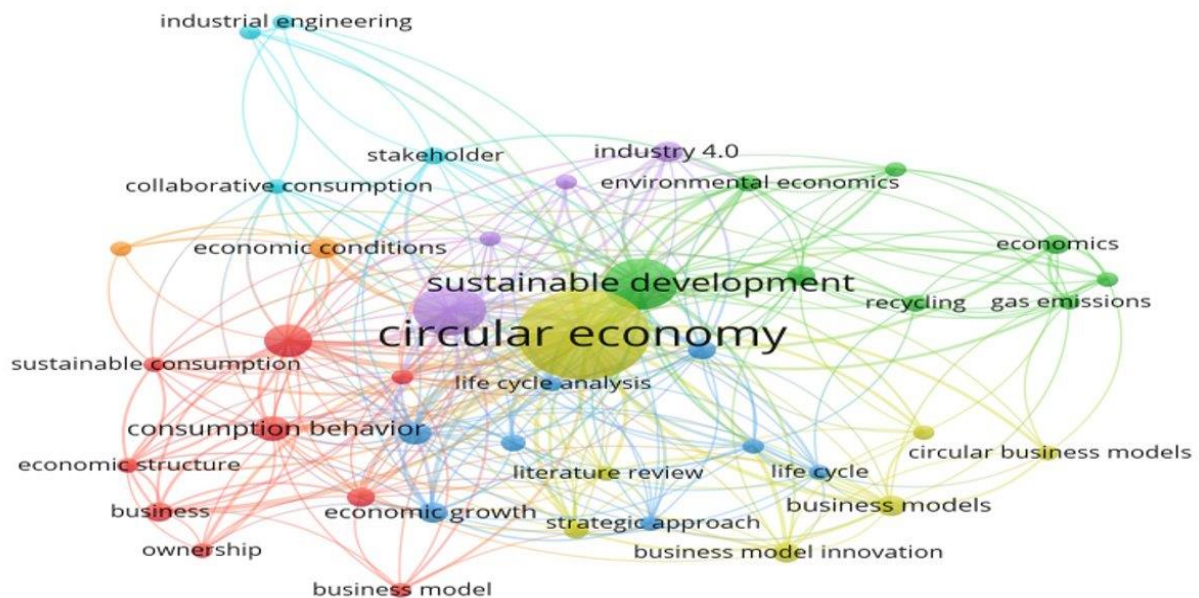 industrial engineering
stakeholder
industry 4.0
collaborative consumption
environmental economics
economic conditions
economics
sustainable development
recycling
gas emissions
circular economy
sustainable consumption
life cycle analysis
consumption behavior
circular business models
economic structure
literature review
life cycle
business
economic growth
business models
strategic approach
ownership
business model innovation
business model